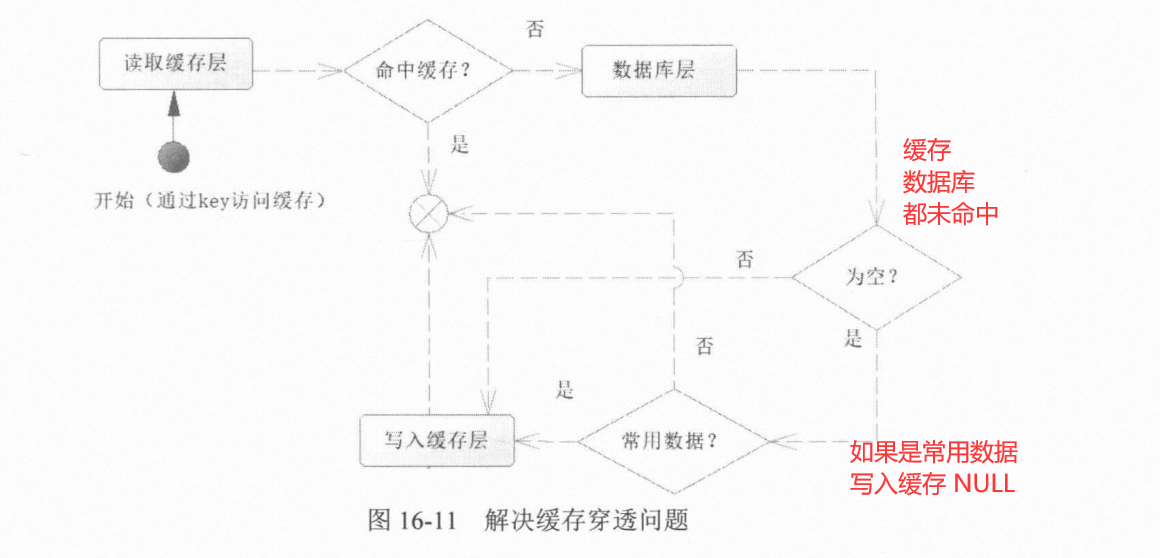 否
读取缓存层
命中缓存？
数据库层
是
缓存
数据库
都未命中
开始（通过key访问缓存）
否
为空？
是
否
是
写入缓存层
常用数据？
如果是常用数据
写入缓存 NULL
图 16-11 解决缓存穿透问题